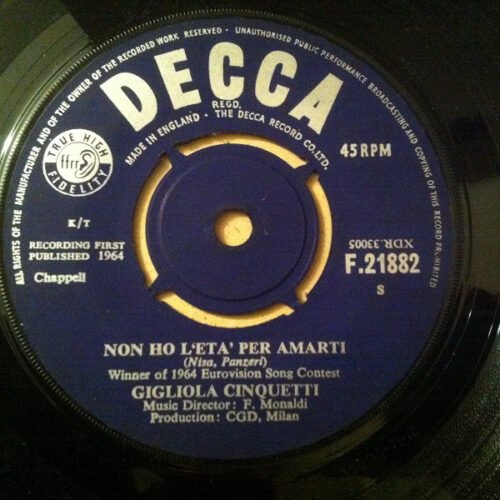 ALL RIGHTS OF THE MANUFACTURER AND OF THE OWNER OF THE RECORDED WORK RESERVED · UNAUTHORISED PUBLIC PERFORMANCE BROADCASTING AND COPYING OF THIS RECORD PROHIBITED
DECCA
REGD.
MADE IN ENGLAND · THE DECCA RECORD CO. LTD.
TRUE HIGH
ffrr
FIDELITY
45 RPM
K/T
RECORDING FIRST
PUBLISHED 1964
Chappell
XDR.33005
F.21882
S
NON HO L'ETA' PER AMARTI
(Nisa, Panzeri)
Winner of 1964 Eurovision Song Contest
GIGLIOLA CINQUETTI
Music Director: F. Monaldi
Production: CGD, Milan